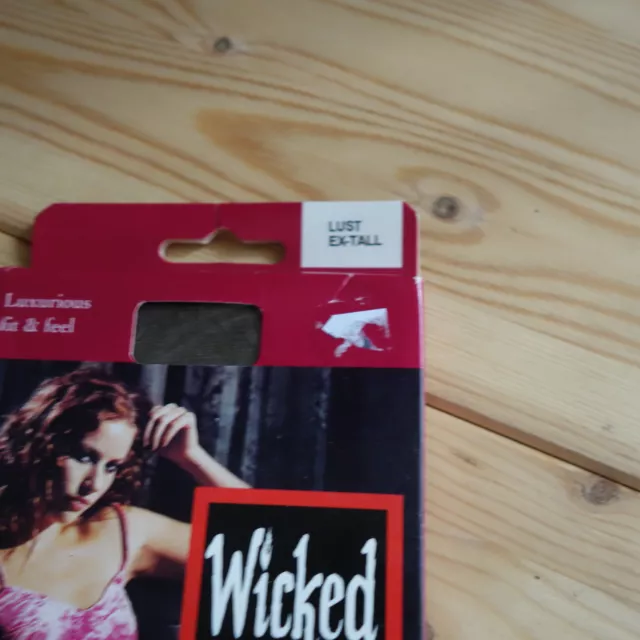 LUST
EX-TALL
Luxurious
fit & feel
Wicked